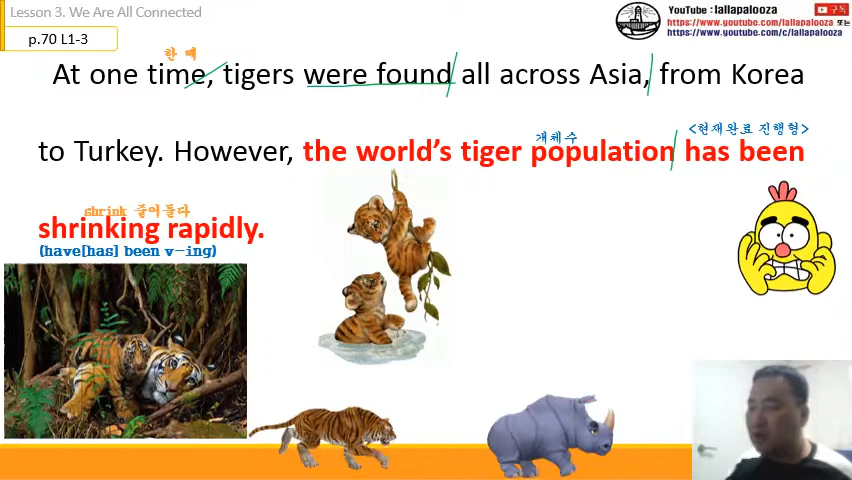 Lesson 3. We Are All Connected
YouTube : lallapalooza
구독
https://www.youtube.com/lallapalooza 또는
https://www.youtube.com/c/lallapalooza
p.70 L1-3
한 때
At one time, tigers were found all across Asia, from Korea
개체수
<현재완료 진행형>
to Turkey. However, the world's tiger population has been
shrink 줄어들다
shrinking rapidly.
(have[has] been v-ing)